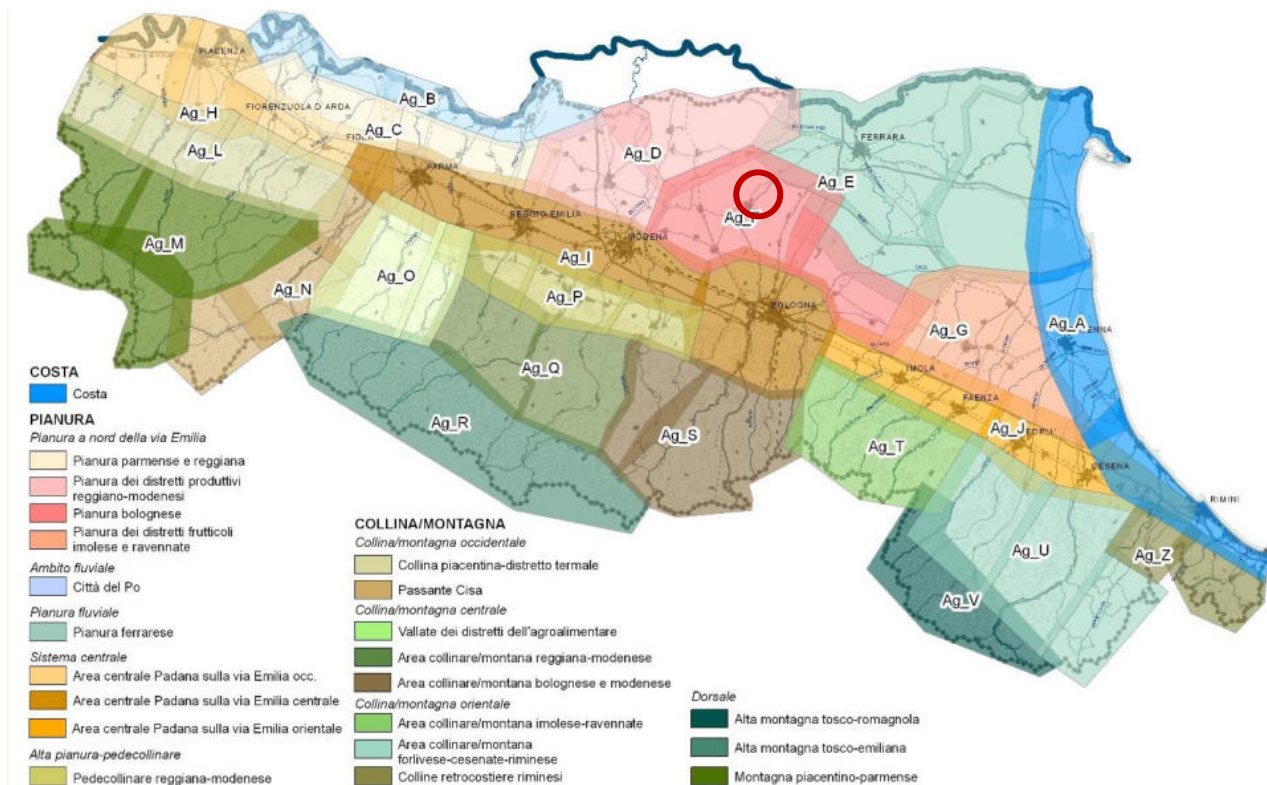 PIACENZA
Ag_B
Ag_H
FIORENZUOLA D'ARDA
Ag_C
Ag_L
Ag_D
FERRARA
PARMA
Ag_E
REGGIO EMILIA
MODENA
Ag_M
Ag_I
Ag_O
Ag_N
Ag_P
BOLOGNA
Ag_G
Ag_A
IMOLA
Ag_Q
FAENZA
Ag_R
Ag_S
Ag_T
Ag_J
CESENA
RIMINI
Ag_U
Ag_Z
Ag_V
COSTA
Costa
PIANURA
Pianura a nord della via Emilia
Pianura parmense e reggiana
Pianura dei distretti produttivi
reggiano-modenesi
Pianura bolognese
Pianura dei distretti frutticoli
imolese e ravennate
Ambito fluviale
Città del Po
Pianura fluviale
Pianura ferrarese
Sistema centrale
Area centrale Padana sulla via Emilia occ.
Area centrale Padana sulla via Emilia centrale
Area centrale Padana sulla via Emilia orientale
Alta pianura-pedecollinare
Pedecollinare reggiana-modenese
COLLINA/MONTAGNA
Collina/montagna occidentale
Collina piacentina-distretto termale
Passante Cisa
Collina/montagna centrale
Vallate dei distretti dell'agroalimentare
Area collinare/montana reggiana-modenese
Area collinare/montana bolognese e modenese
Collina/montagna orientale
Area collinare/montana imolese-ravennate
Area collinare/montana
forlivese-cesenate-riminese
Colline retrocostiere riminesi
Dorsale
Alta montagna tosco-romagnola
Alta montagna tosco-emiliana
Montagna piacentino-parmense